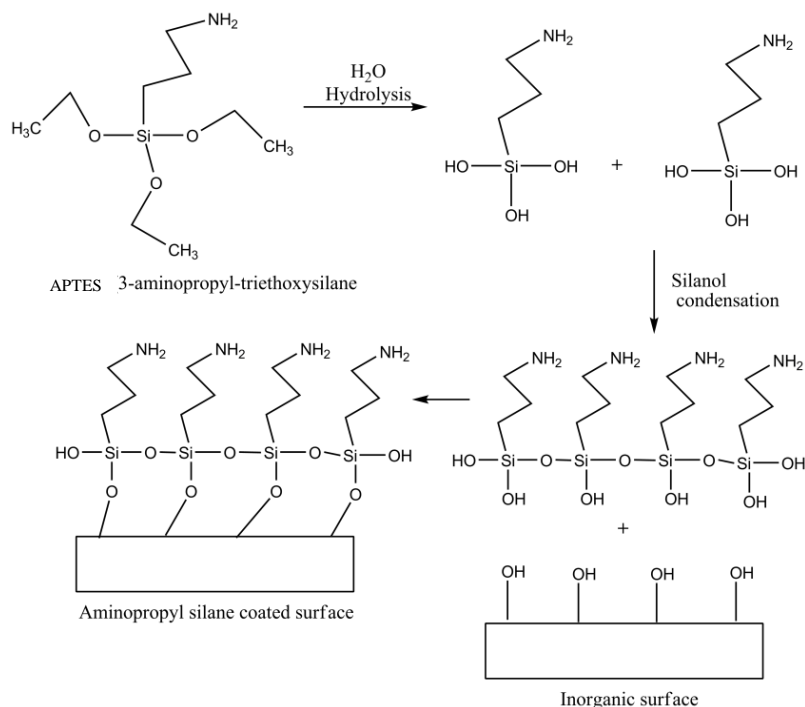 NH₂
NH₂
NH₂
H₂O
Hydrolysis
H₃C
O
Si
O
CH₃
O
CH₃
HO
Si
OH
OH
+
HO
Si
OH
OH
APTES 3-aminopropyl-triethoxysilane
Silanol
condensation
NH₂
NH₂
NH₂
NH₂
NH₂
NH₂
NH₂
NH₂
HO
Si
O
Si
O
Si
O
Si
OH
O
O
O
O
HO
Si
O
Si
O
Si
O
Si
OH
OH
OH
OH
OH
+
OH
OH
OH
OH
Aminopropyl silane coated surface
Inorganic surface